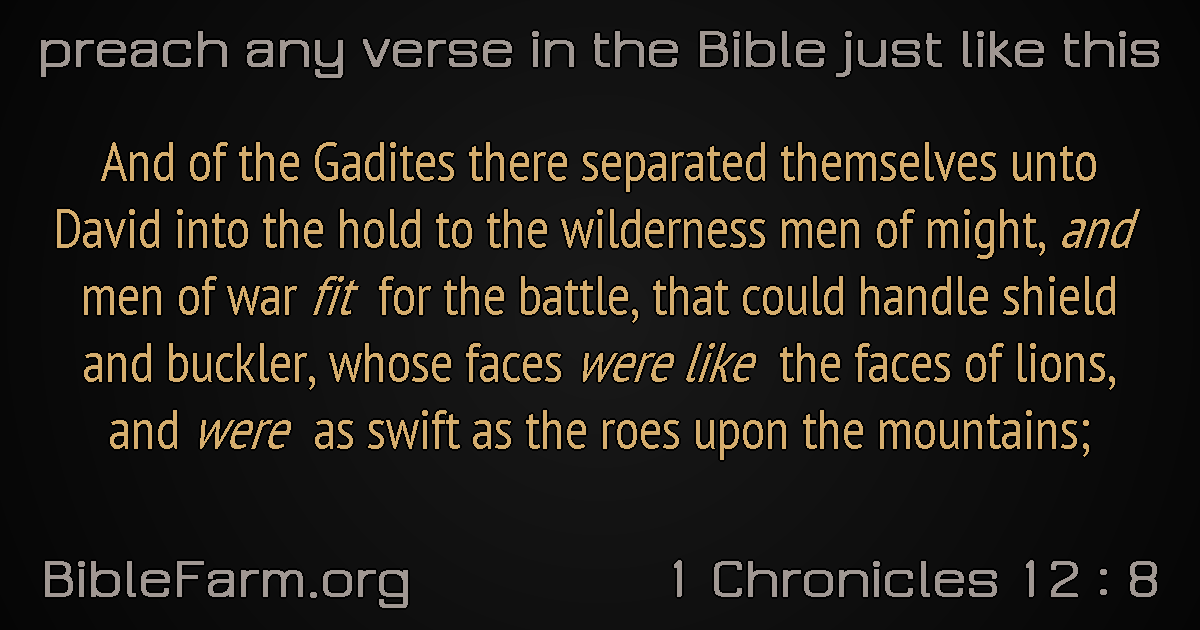 preach any verse in the Bible just like this
And of the Gadites there separated themselves unto
David into the hold to the wilderness men of might, and
men of war fit for the battle, that could handle shield
and buckler, whose faces were like the faces of lions,
and were as swift as the roes upon the mountains;
BibleFarm.org
1 Chronicles 12 : 8